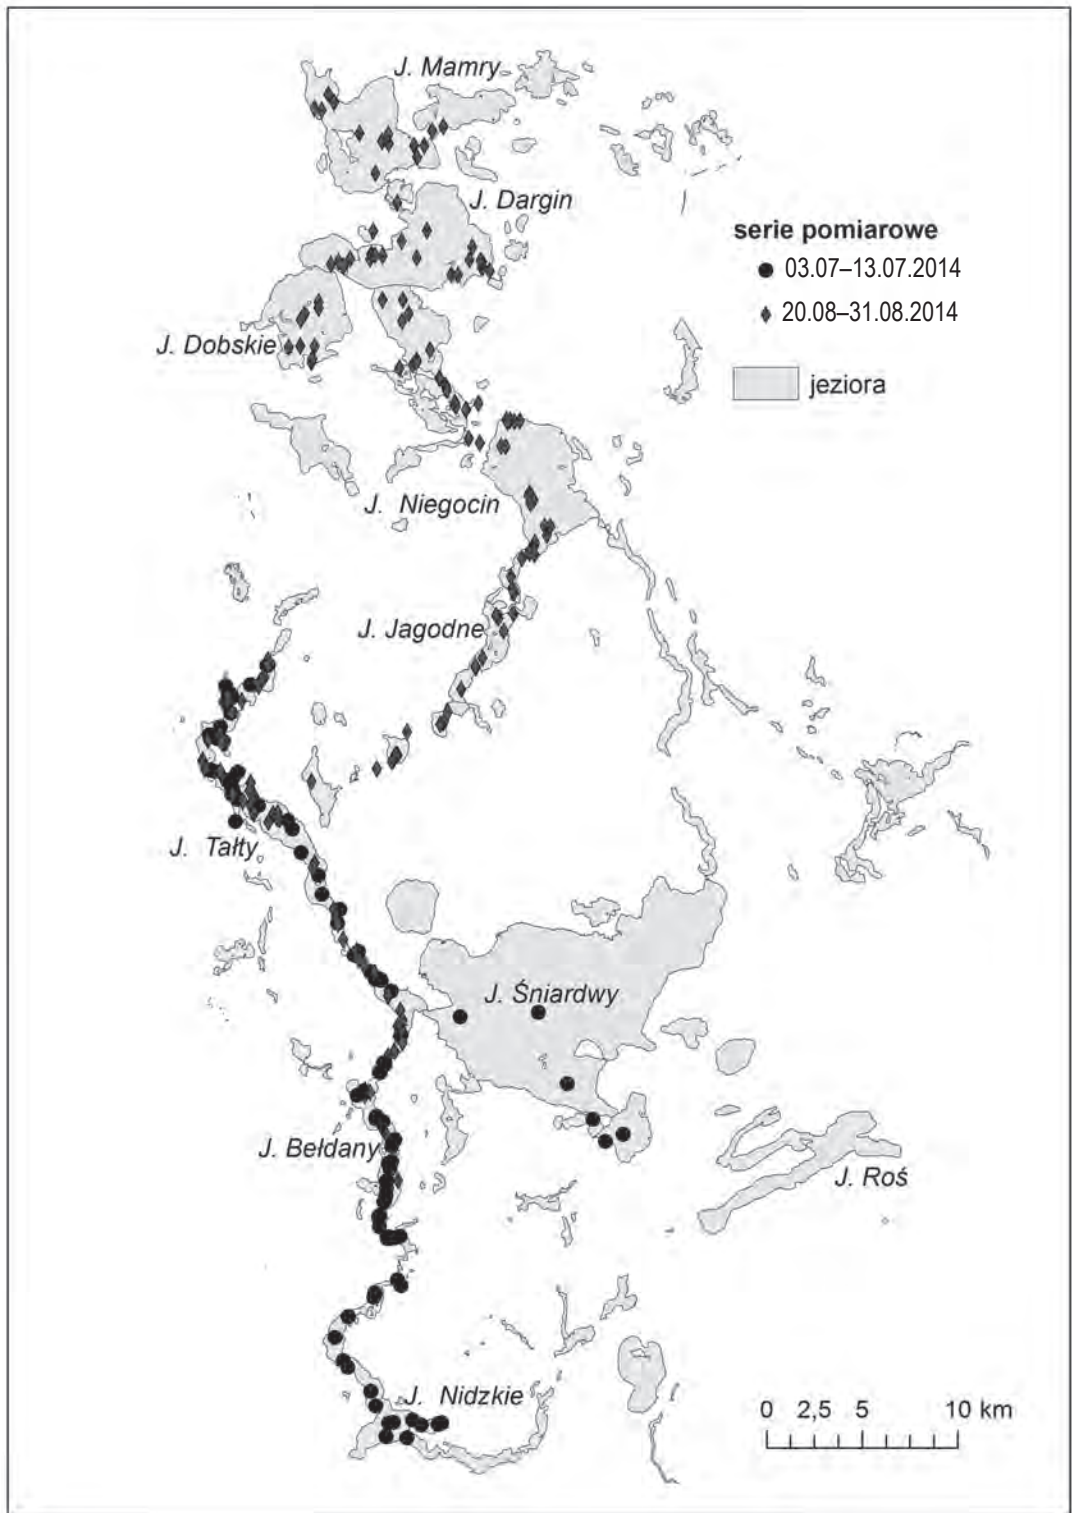 J. Mamry
J. Dargin
serie pomiarowe
03.07–13.07.2014
20.08–31.08.2014
J. Dobskie
jeziora
J. Niegocin
J. Jagodne
J. Tałty
J. Śniardwy
J. Bełdany
J. Roś
J. Nidzkie
0 2,5 5 10 km